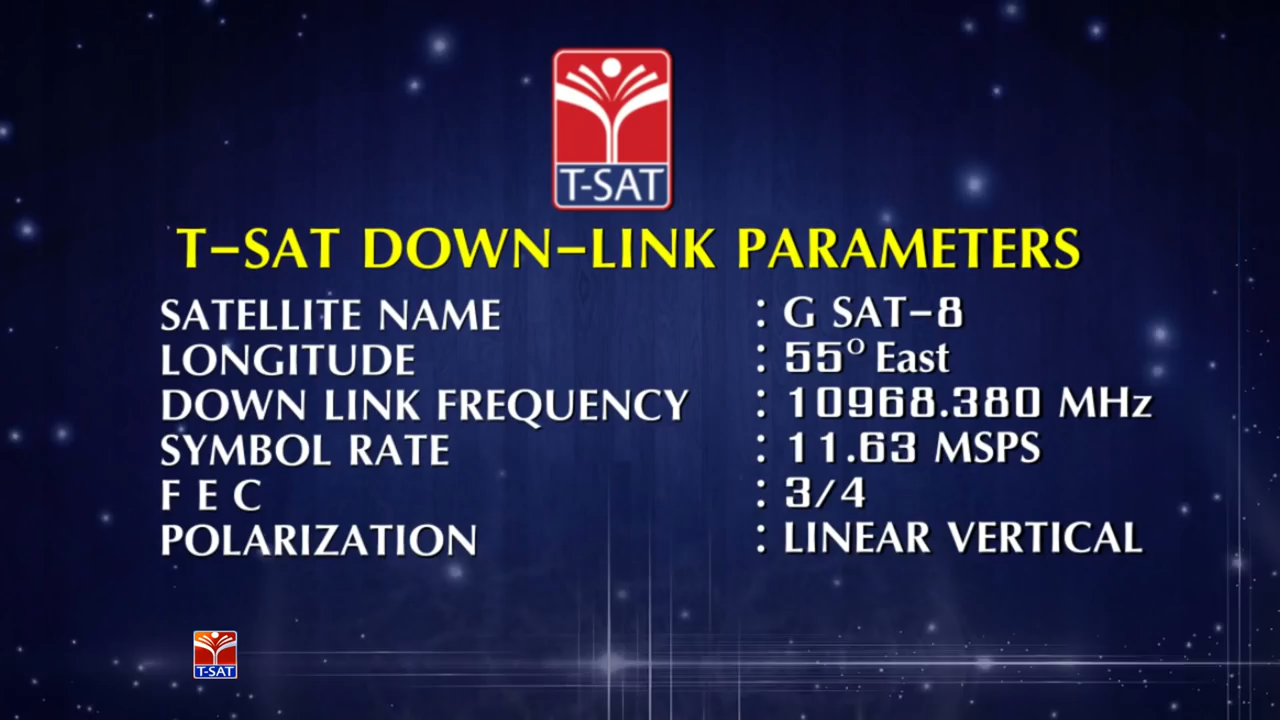 T-SAT
T-SAT DOWN-LINK PARAMETERS
SATELLITE NAME : G SAT-8
LONGITUDE : 55° East
DOWN LINK FREQUENCY : 10968.380 MHz
SYMBOL RATE : 11.63 MSPS
F E C : 3/4
POLARIZATION : LINEAR VERTICAL
T-SAT